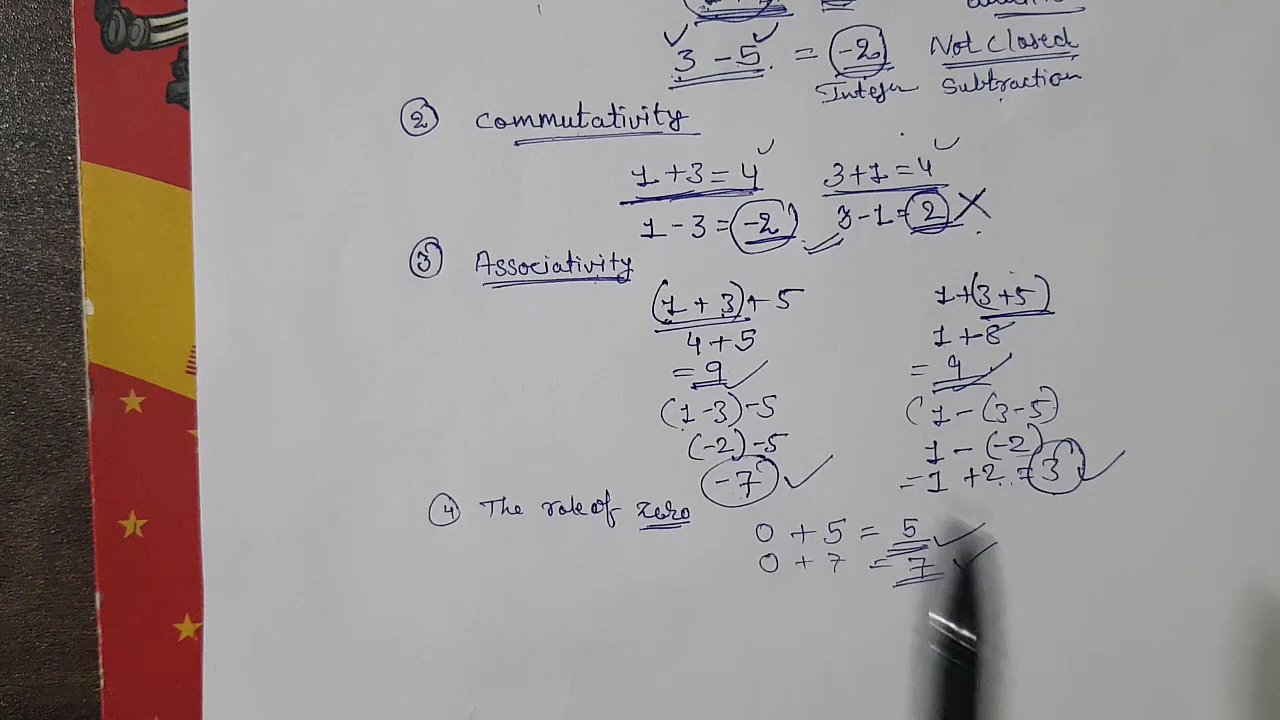 3 - 5 = -2 Not Closed
Integer Subtraction
2 Commutativity
1 + 3 = 4 3 + 1 = 4
1 - 3 = -2 3 - 1 = 2
3 Associativity
(1 + 3) + 5 1 + (3 + 5)
4 + 5 1 + 8
= 9 = 9
(1 - 3) - 5 (1 - (3 - 5)
(-2) - 5 1 - (-2)
-7 = 1 + 2 = 3
4 The role of zero
0 + 5 = 5
0 + 7 = 7